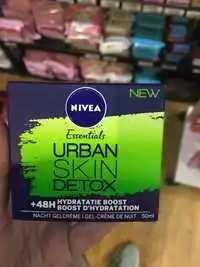 NEW
NIVEA
Essentials
URBAN
SKIN
DETOX
+48H HYDRATATIE BOOST
BOOST D'HYDRATATION
NACHT GELCRÈME | GEL-CRÈME DE NUIT 50ml